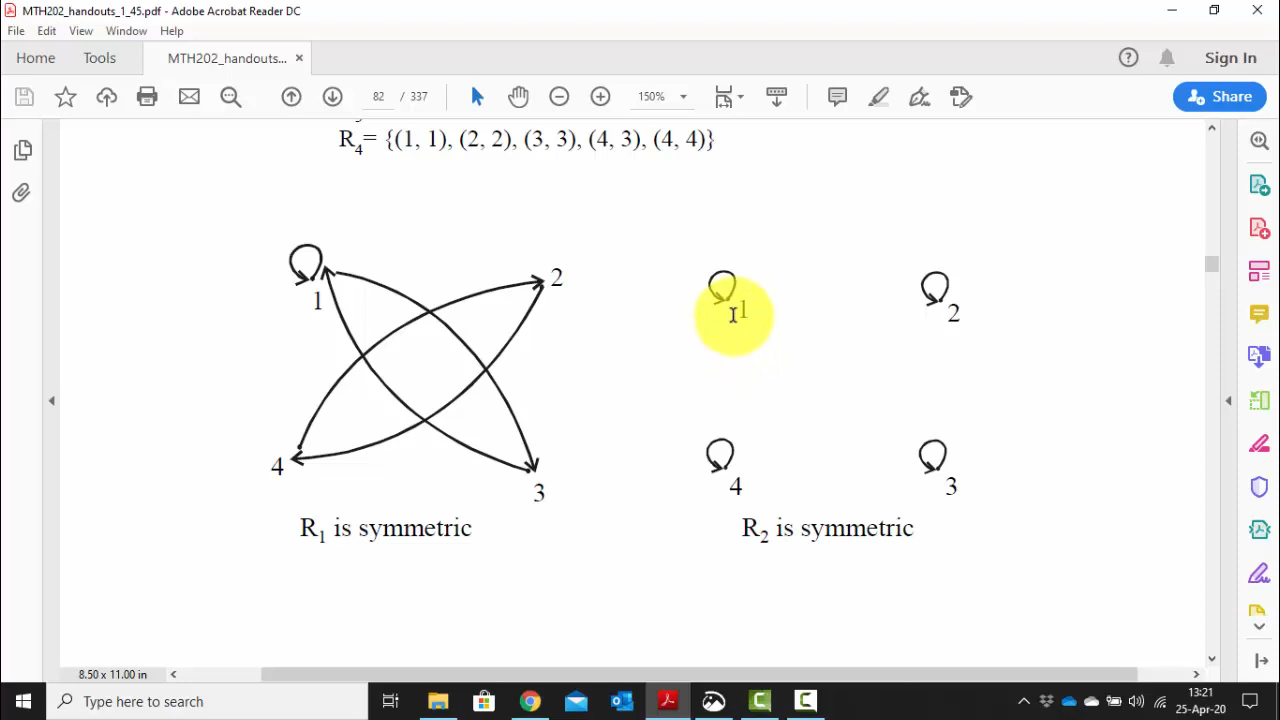 MTH202_handouts_1_45.pdf - Adobe Acrobat Reader DC
File Edit View Window Help
Home Tools MTH202_handouts... × Sign In
82 / 337 150% Share
R4= {(1, 1), (2, 2), (3, 3), (4, 3), (4, 4)}
1 2 1 2
4 3 4 3
R1 is symmetric R2 is symmetric
8.50 x 11.00 in
Type here to search
13:21
25-Apr-20